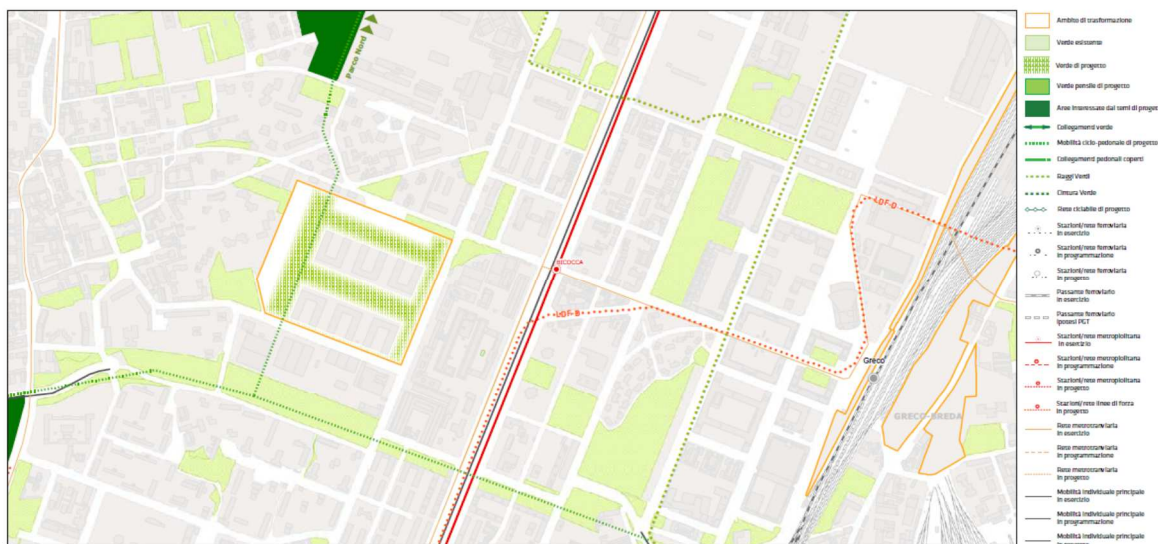 Parco Nord
BICOCCA
LDF-B
LDF-D
Greco
GRECO-BREDA
Ambito di trasformazione
Verde esistense
Verde di progetto
Verde pensile di progetto
Aree interessate dal semi di proget
Collegamenti verde
Mobilità ciclo-pedonale di progetto
Collegamenti pedonali coperti
Raggi Verdi
Cintura Verde
Rete ciclabile di progetto
Stazioni/rete ferroviaria
in esercizio
Stazioni/rete ferroviaria
in programmazione
Stazioni/rete ferroviaria
in progetto
Passante ferroviario
in esercizio
Passante ferroviario
ipotesi PGT
Stazioni/rete metropolitana
in esercizio
Stazioni/rete metropolitana
in programmazione
Stazioni/rete metropolitana
in progetto
Stazioni/rete linee di forza
in progetto
Rete metrotranviaria
in esercizio
Rete metrotranviaria
in programmazione
Rete metrotranviaria
in progetto
Mobilità individuale principale
in esercizio
Mobilità individuale principale
in programmazione
Mobilità individuale principale